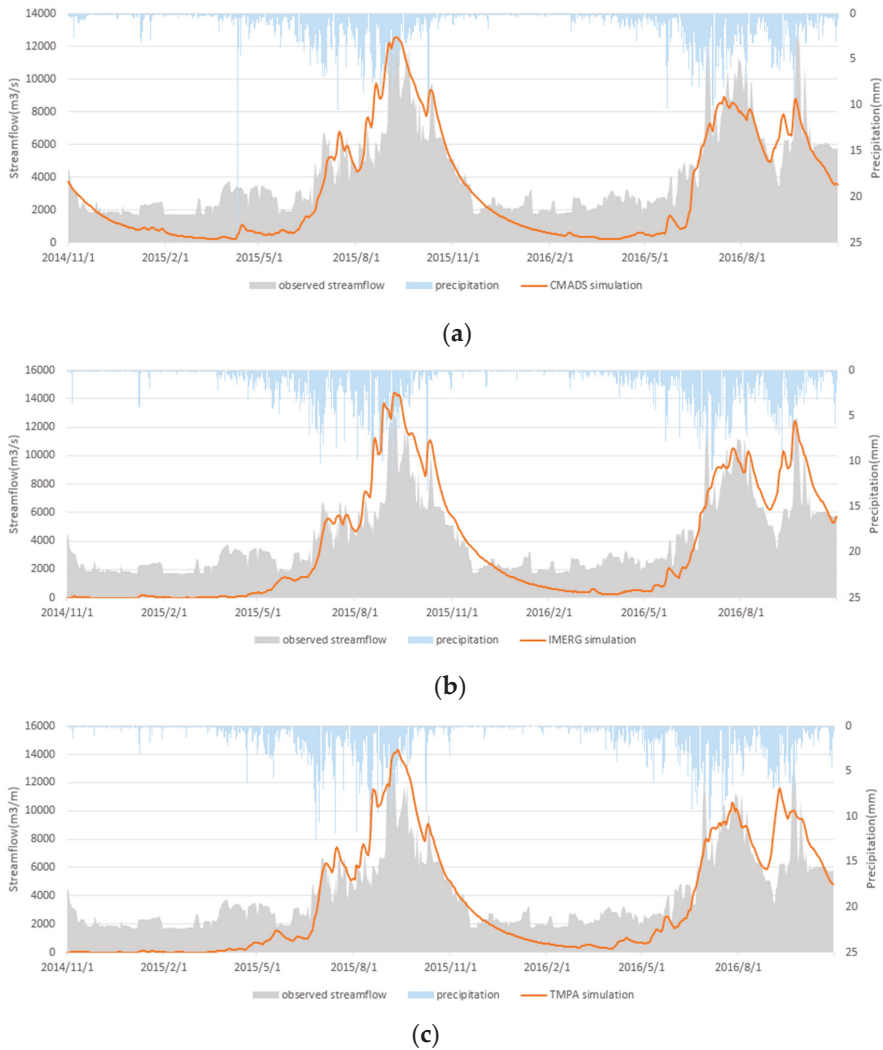 14000 0
12000 5
10000
8000 10
6000 15
4000
2000 20
0 25
Streamflow(m3/s)
Precipitation(mm)
2014/11/1 2015/2/1 2015/5/1 2015/8/1 2015/11/1 2016/2/1 2016/5/1 2016/8/1
observed streamflow precipitation CMADS simulation
(a)
16000 0
14000
12000 5
10000 10
8000
6000 15
4000 20
2000
0 25
Streamflow(m3/s)
Precipitation(mm)
2014/11/1 2015/2/1 2015/5/1 2015/8/1 2015/11/1 2016/2/1 2016/5/1 2016/8/1
observed streamflow precipitation IMERG simulation
(b)
16000 0
14000
12000 5
10000 10
8000
6000 15
4000 20
2000
0 25
Streamflow(m3/m)
Precipitation(mm)
2014/11/1 2015/2/1 2015/5/1 2015/8/1 2015/11/1 2016/2/1 2016/5/1 2016/8/1
observed streamflow precipitation TMPA simulation
(c)